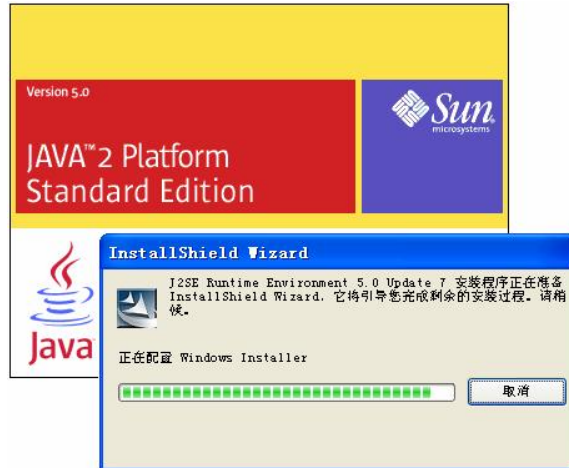 Version 5.0
Sun
microsystems
JAVA™2 Platform
Standard Edition
Java
InstallShield Wizard
J2SE Runtime Environment 5.0 Update 7 安装程序正在准备
InstallShield Wizard, 它将引导您完成剩余的安装过程。请稍
候。
正在配置 Windows Installer
取消